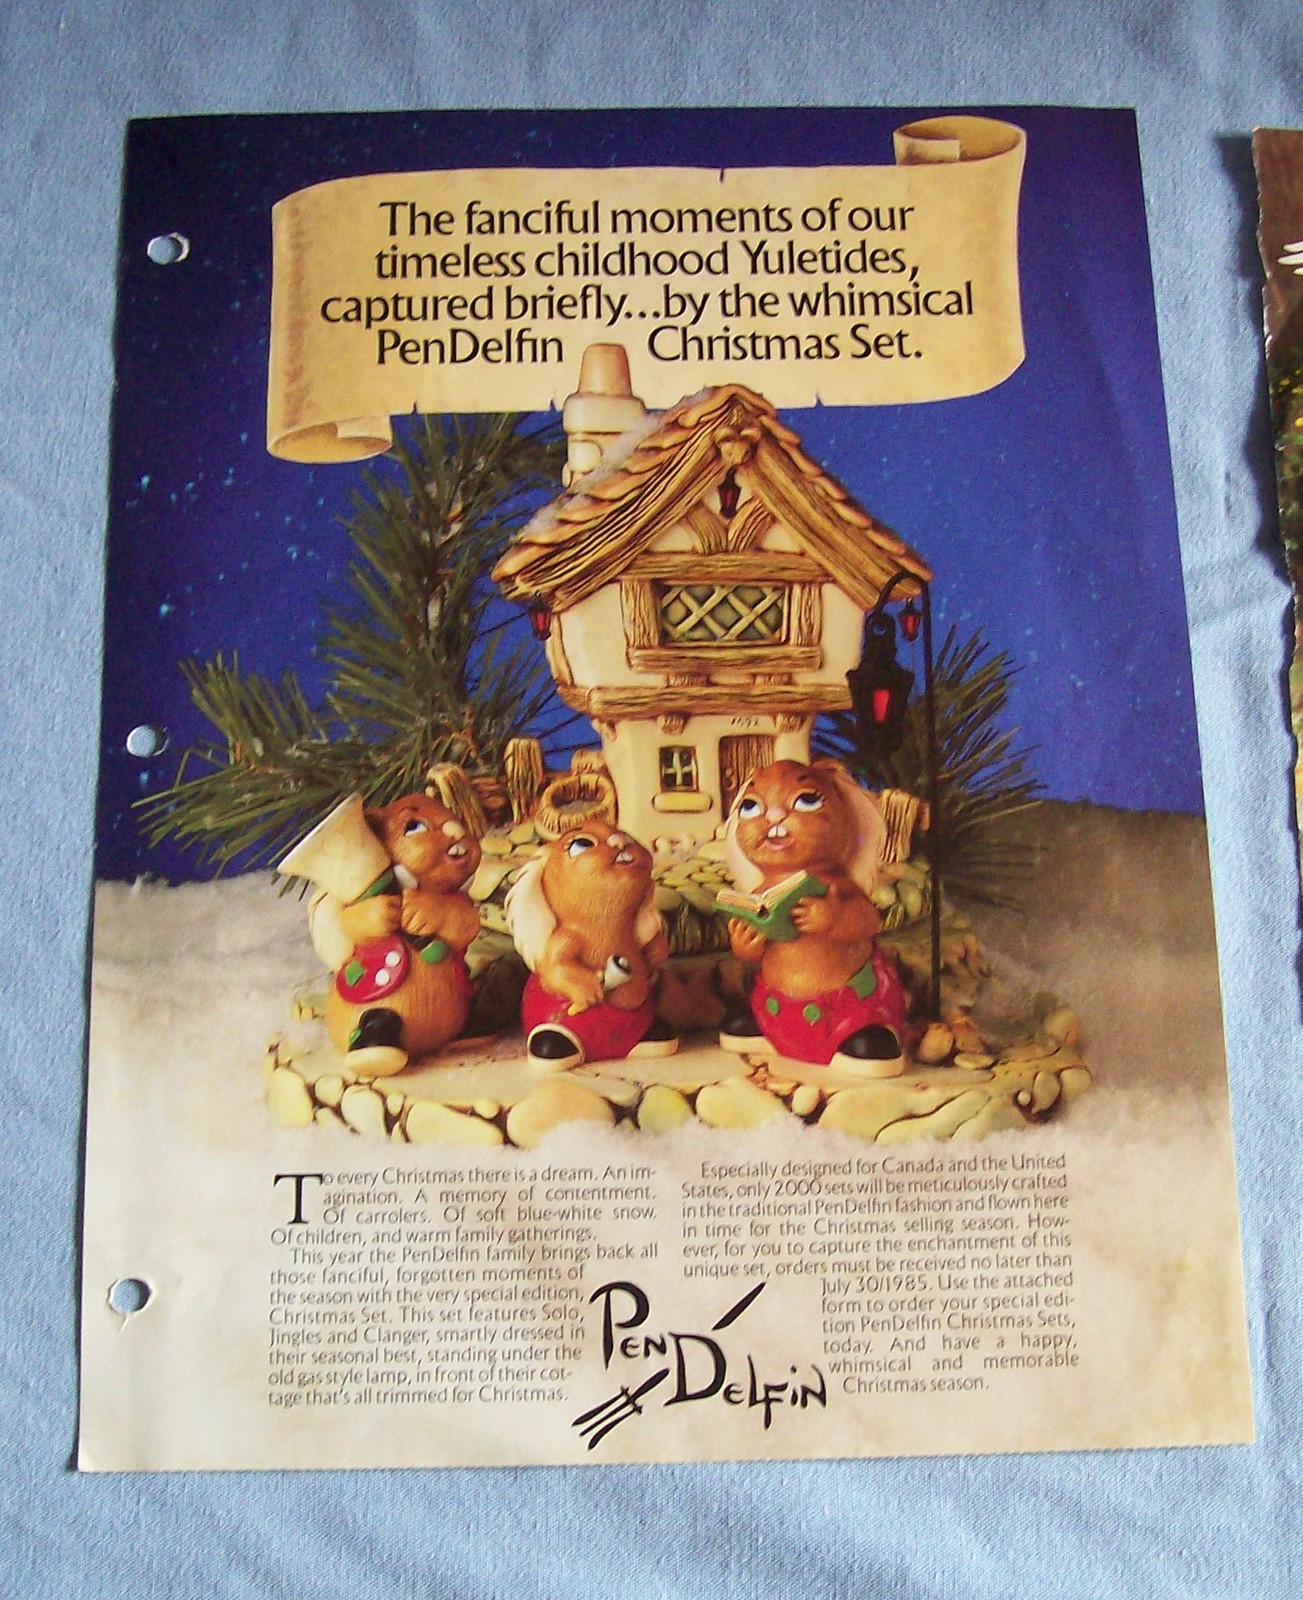 The fanciful moments of our
timeless childhood Yuletides,
captured briefly...by the whimsical
PenDelfin Christmas Set.
1692
To every Christmas there is a dream. An im-
agination. A memory of contentment.
Of carrolers. Of soft blue-white snow.
Of children, and warm family gatherings.
This year the PenDelfin family brings back all
those fanciful, forgotten moments of
the season with the very special edition,
Christmas Set. This set features Solo,
Jingles and Clanger, smartly dressed in
their seasonal best, standing under the
old gas style lamp, in front of their cot-
tage that's all trimmed for Christmas.
Especially designed for Canada and the United
States, only 2000 sets will be meticulously crafted
in the traditional PenDelfin fashion and flown here
in time for the Christmas selling season. How-
ever, for you to capture the enchantment of this
unique set, orders must be received no later than
July 30/1985. Use the attached
form to order your special edi-
tion PenDelfin Christmas Sets,
today. And have a happy,
whimsical and memorable
Christmas season.
PenDelfin